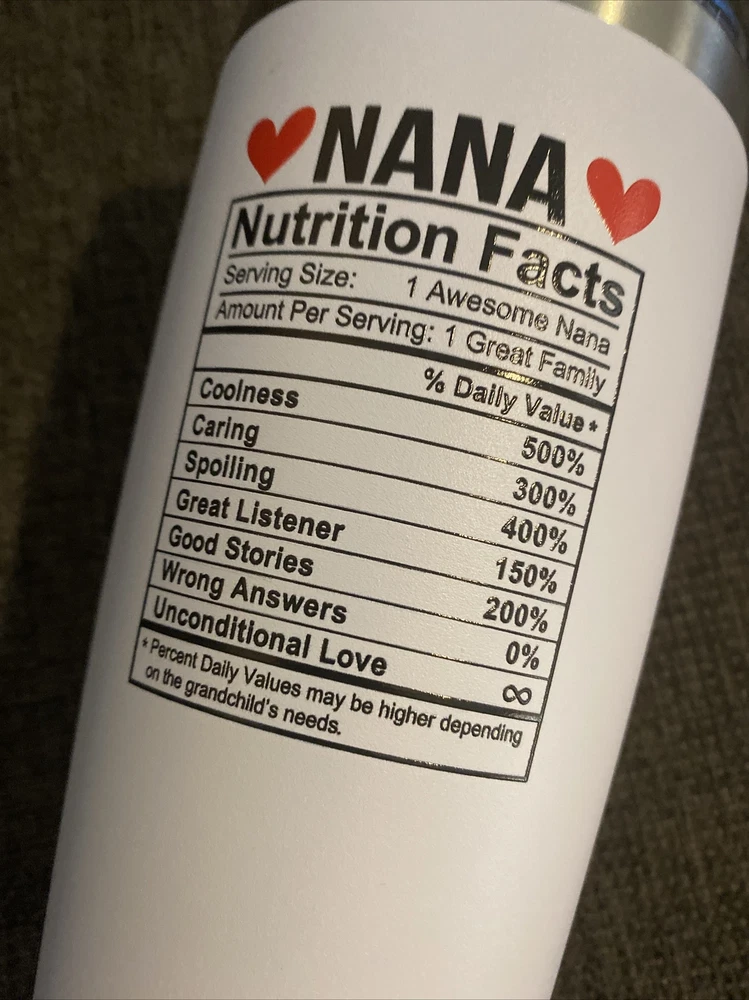 NANA
Nutrition Facts
Serving Size: 1 Awesome Nana
Amount Per Serving: 1 Great Family
% Daily Value *
Coolness 500%
Caring 300%
Spoiling 400%
Great Listener 150%
Good Stories 200%
Wrong Answers 0%
Unconditional Love ∞
* Percent Daily Values may be higher depending
on the grandchild's needs.